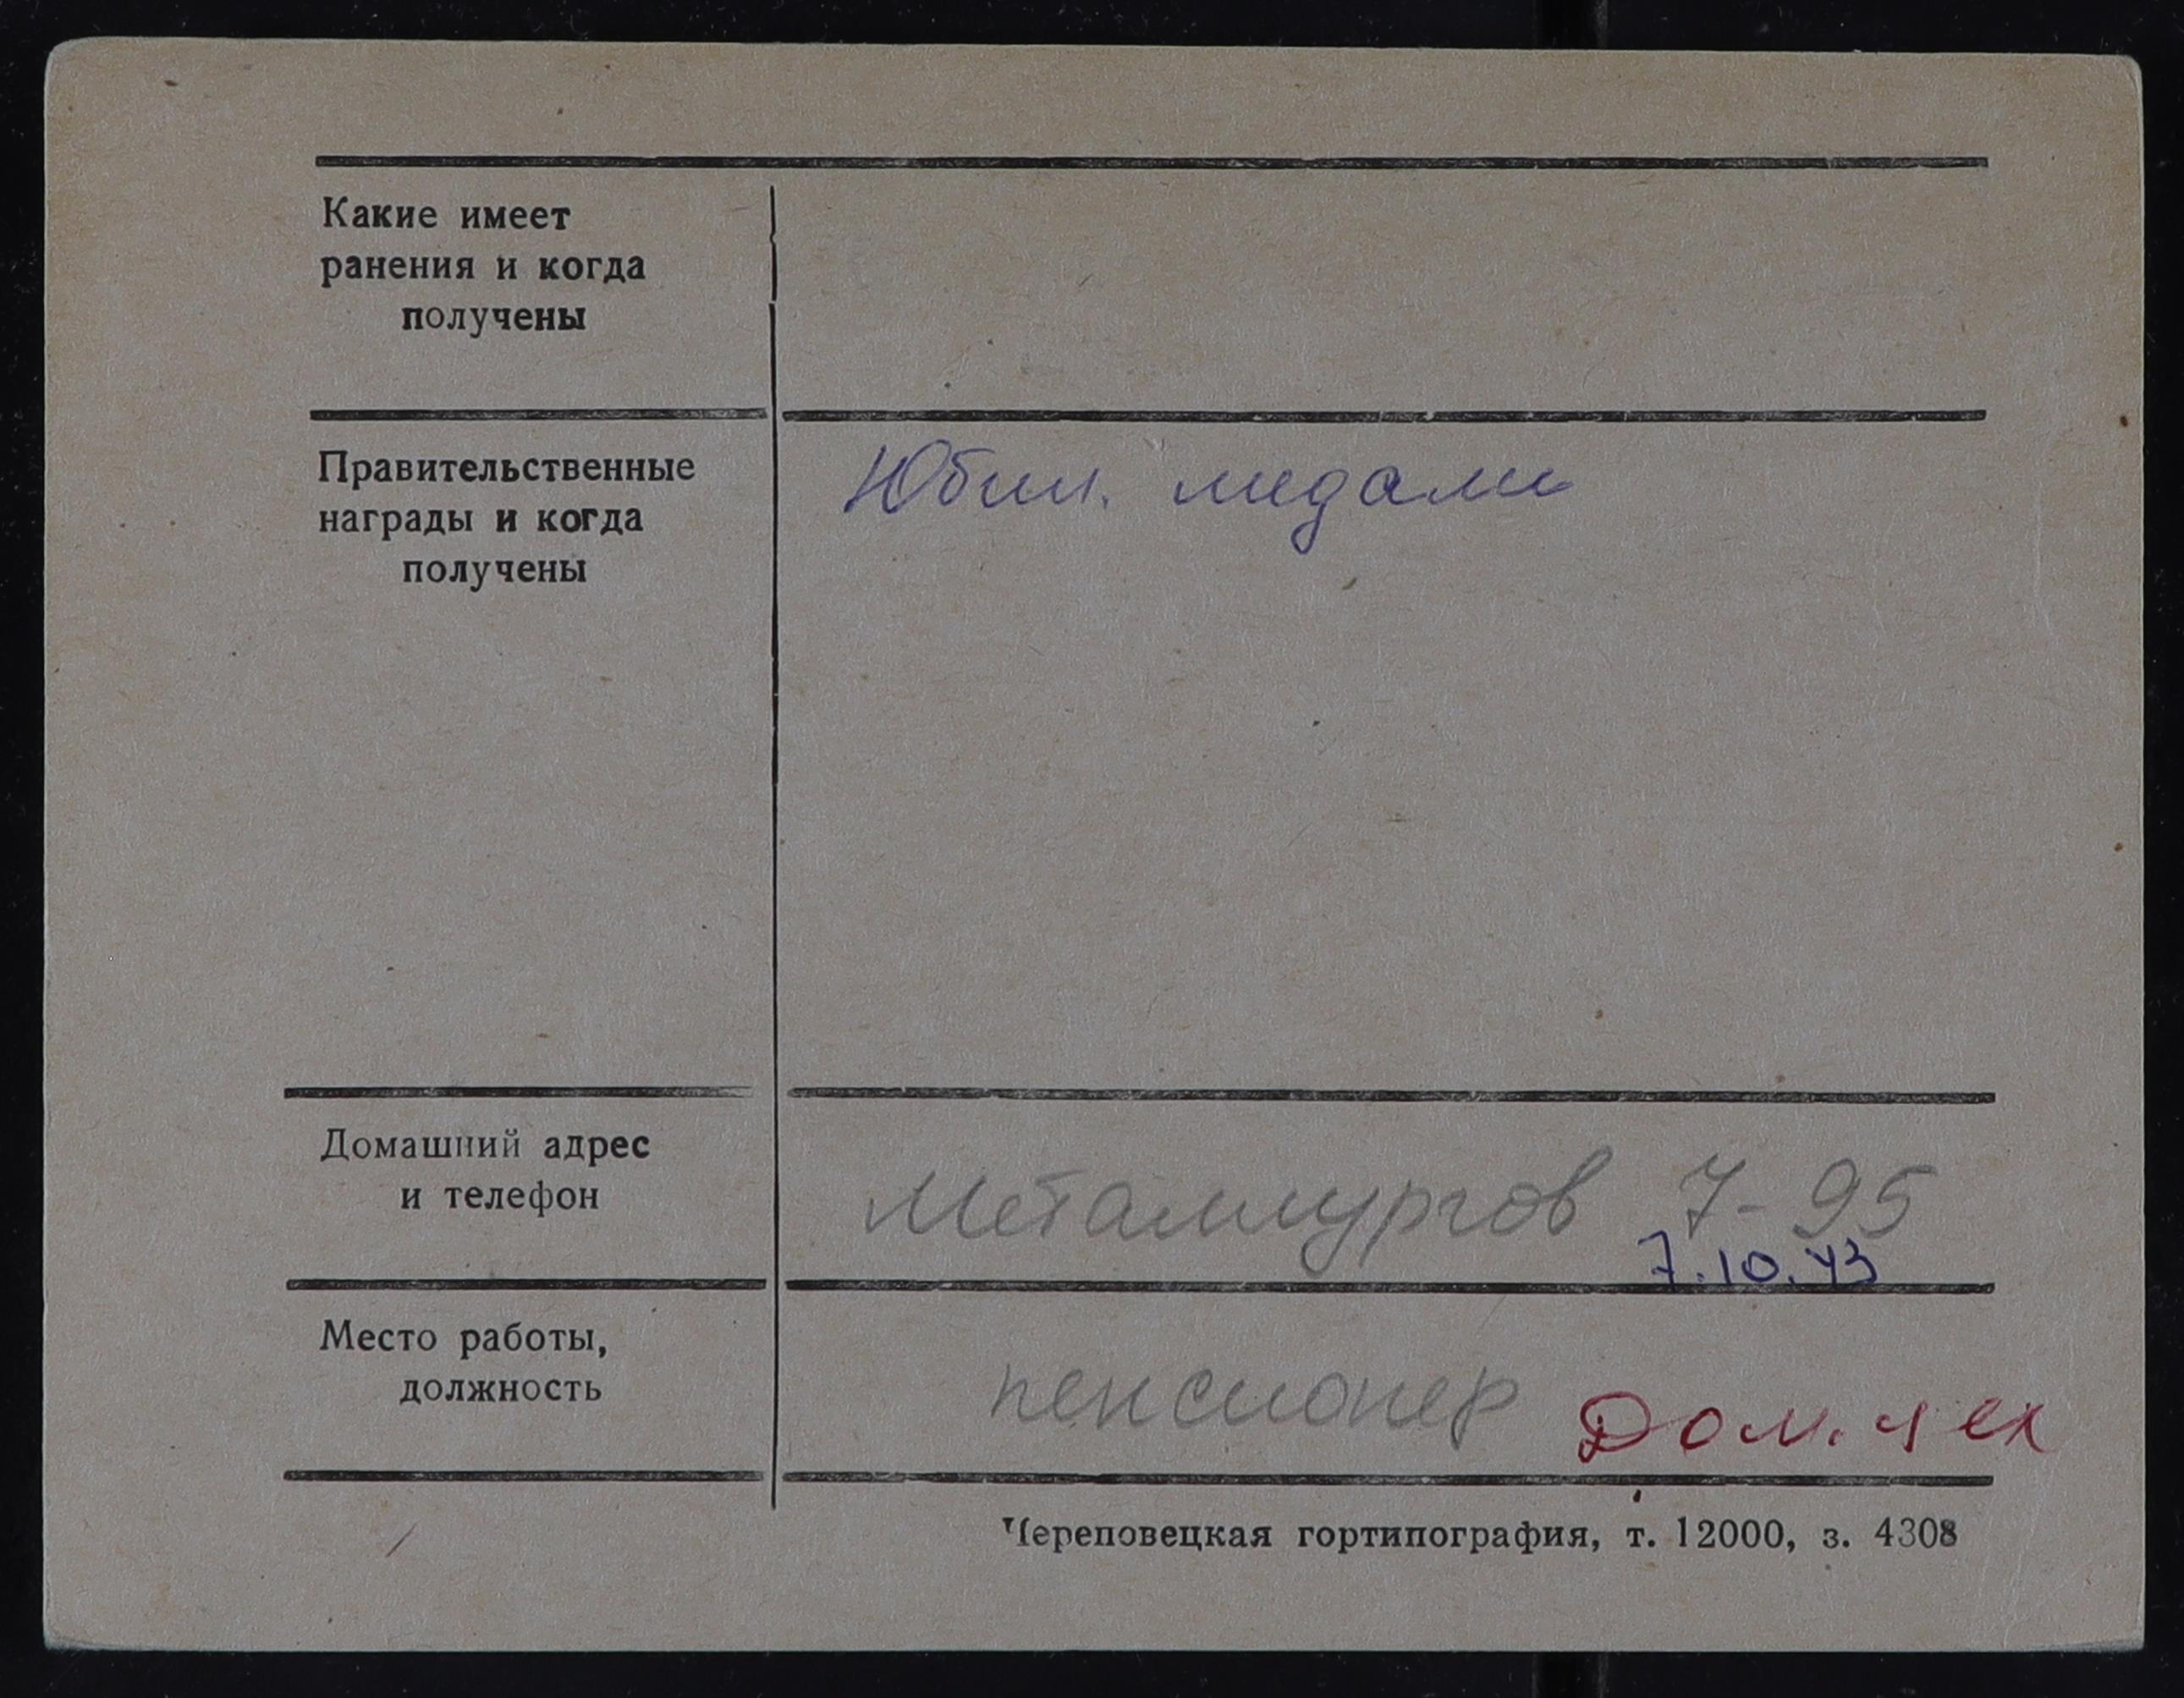 Какие имеет
ранения и когда
получены
Правительственные
награды и когда
получены
Юбил. медали
Домашний адрес
и телефон
Металлургов 7-95
7.10.43
Место работы,
должность
пенсионер Дом. чех
Череповецкая гортипография, т. 12000, з. 4308